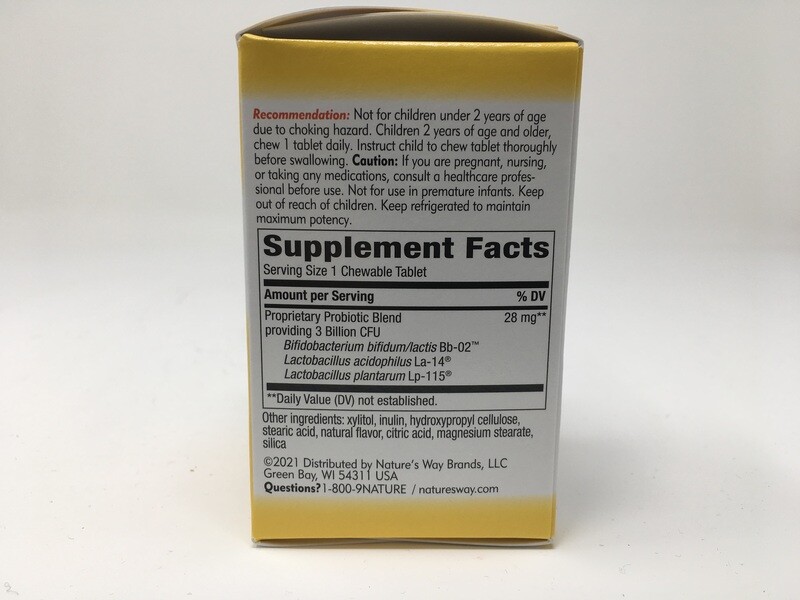 Recommendation: Not for children under 2 years of age
due to choking hazard. Children 2 years of age and older,
chew 1 tablet daily. Instruct child to chew tablet thoroughly
before swallowing. Caution: If you are pregnant, nursing,
or taking any medications, consult a healthcare profes-
sional before use. Not for use in premature infants. Keep
out of reach of children. Keep refrigerated to maintain
maximum potency.
Supplement Facts
Serving Size 1 Chewable Tablet
Amount per Serving % DV
Proprietary Probiotic Blend 28 mg**
providing 3 Billion CFU
Bifidobacterium bifidum/lactis Bb-02™
Lactobacillus acidophilus La-14®
Lactobacillus plantarum Lp-115®
**Daily Value (DV) not established.
Other ingredients: xylitol, inulin, hydroxypropyl cellulose,
stearic acid, natural flavor, citric acid, magnesium stearate,
silica
©2021 Distributed by Nature's Way Brands, LLC
Green Bay, WI 54311 USA
Questions? 1-800-9NATURE / naturesway.com